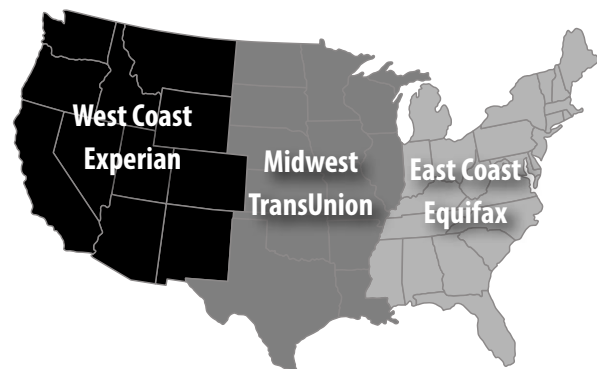 West Coast
Experian
Midwest
TransUnion
East Coast
Equifax